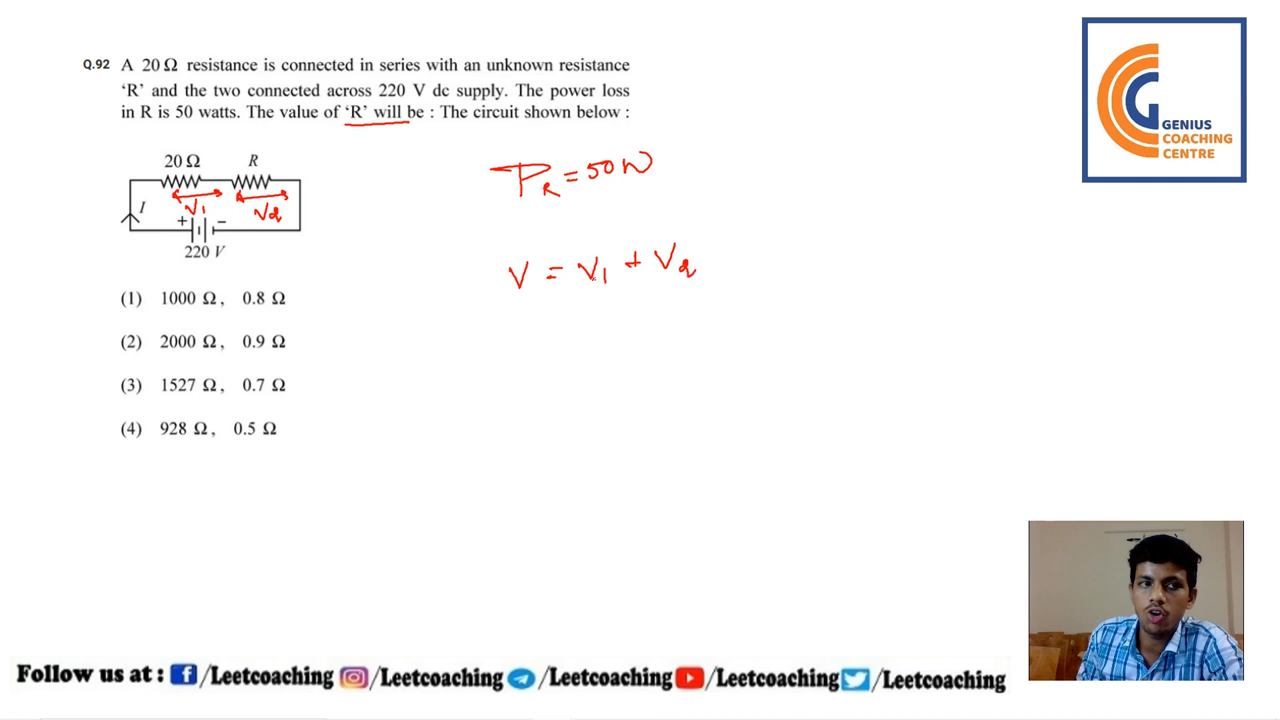 Q.92 A 20 Ω resistance is connected in series with an unknown resistance
‘R’ and the two connected across 220 V dc supply. The power loss
in R is 50 watts. The value of ‘R’ will be : The circuit shown below :
20 Ω R
I
V1 V2
+ −
220 V
PR = 50W
V = V1 + V2
(1) 1000 Ω, 0.8 Ω
(2) 2000 Ω, 0.9 Ω
(3) 1527 Ω, 0.7 Ω
(4) 928 Ω, 0.5 Ω
GENIUS
COACHING
CENTRE
Follow us at : /Leetcoaching /Leetcoaching /Leetcoaching /Leetcoaching /Leetcoaching